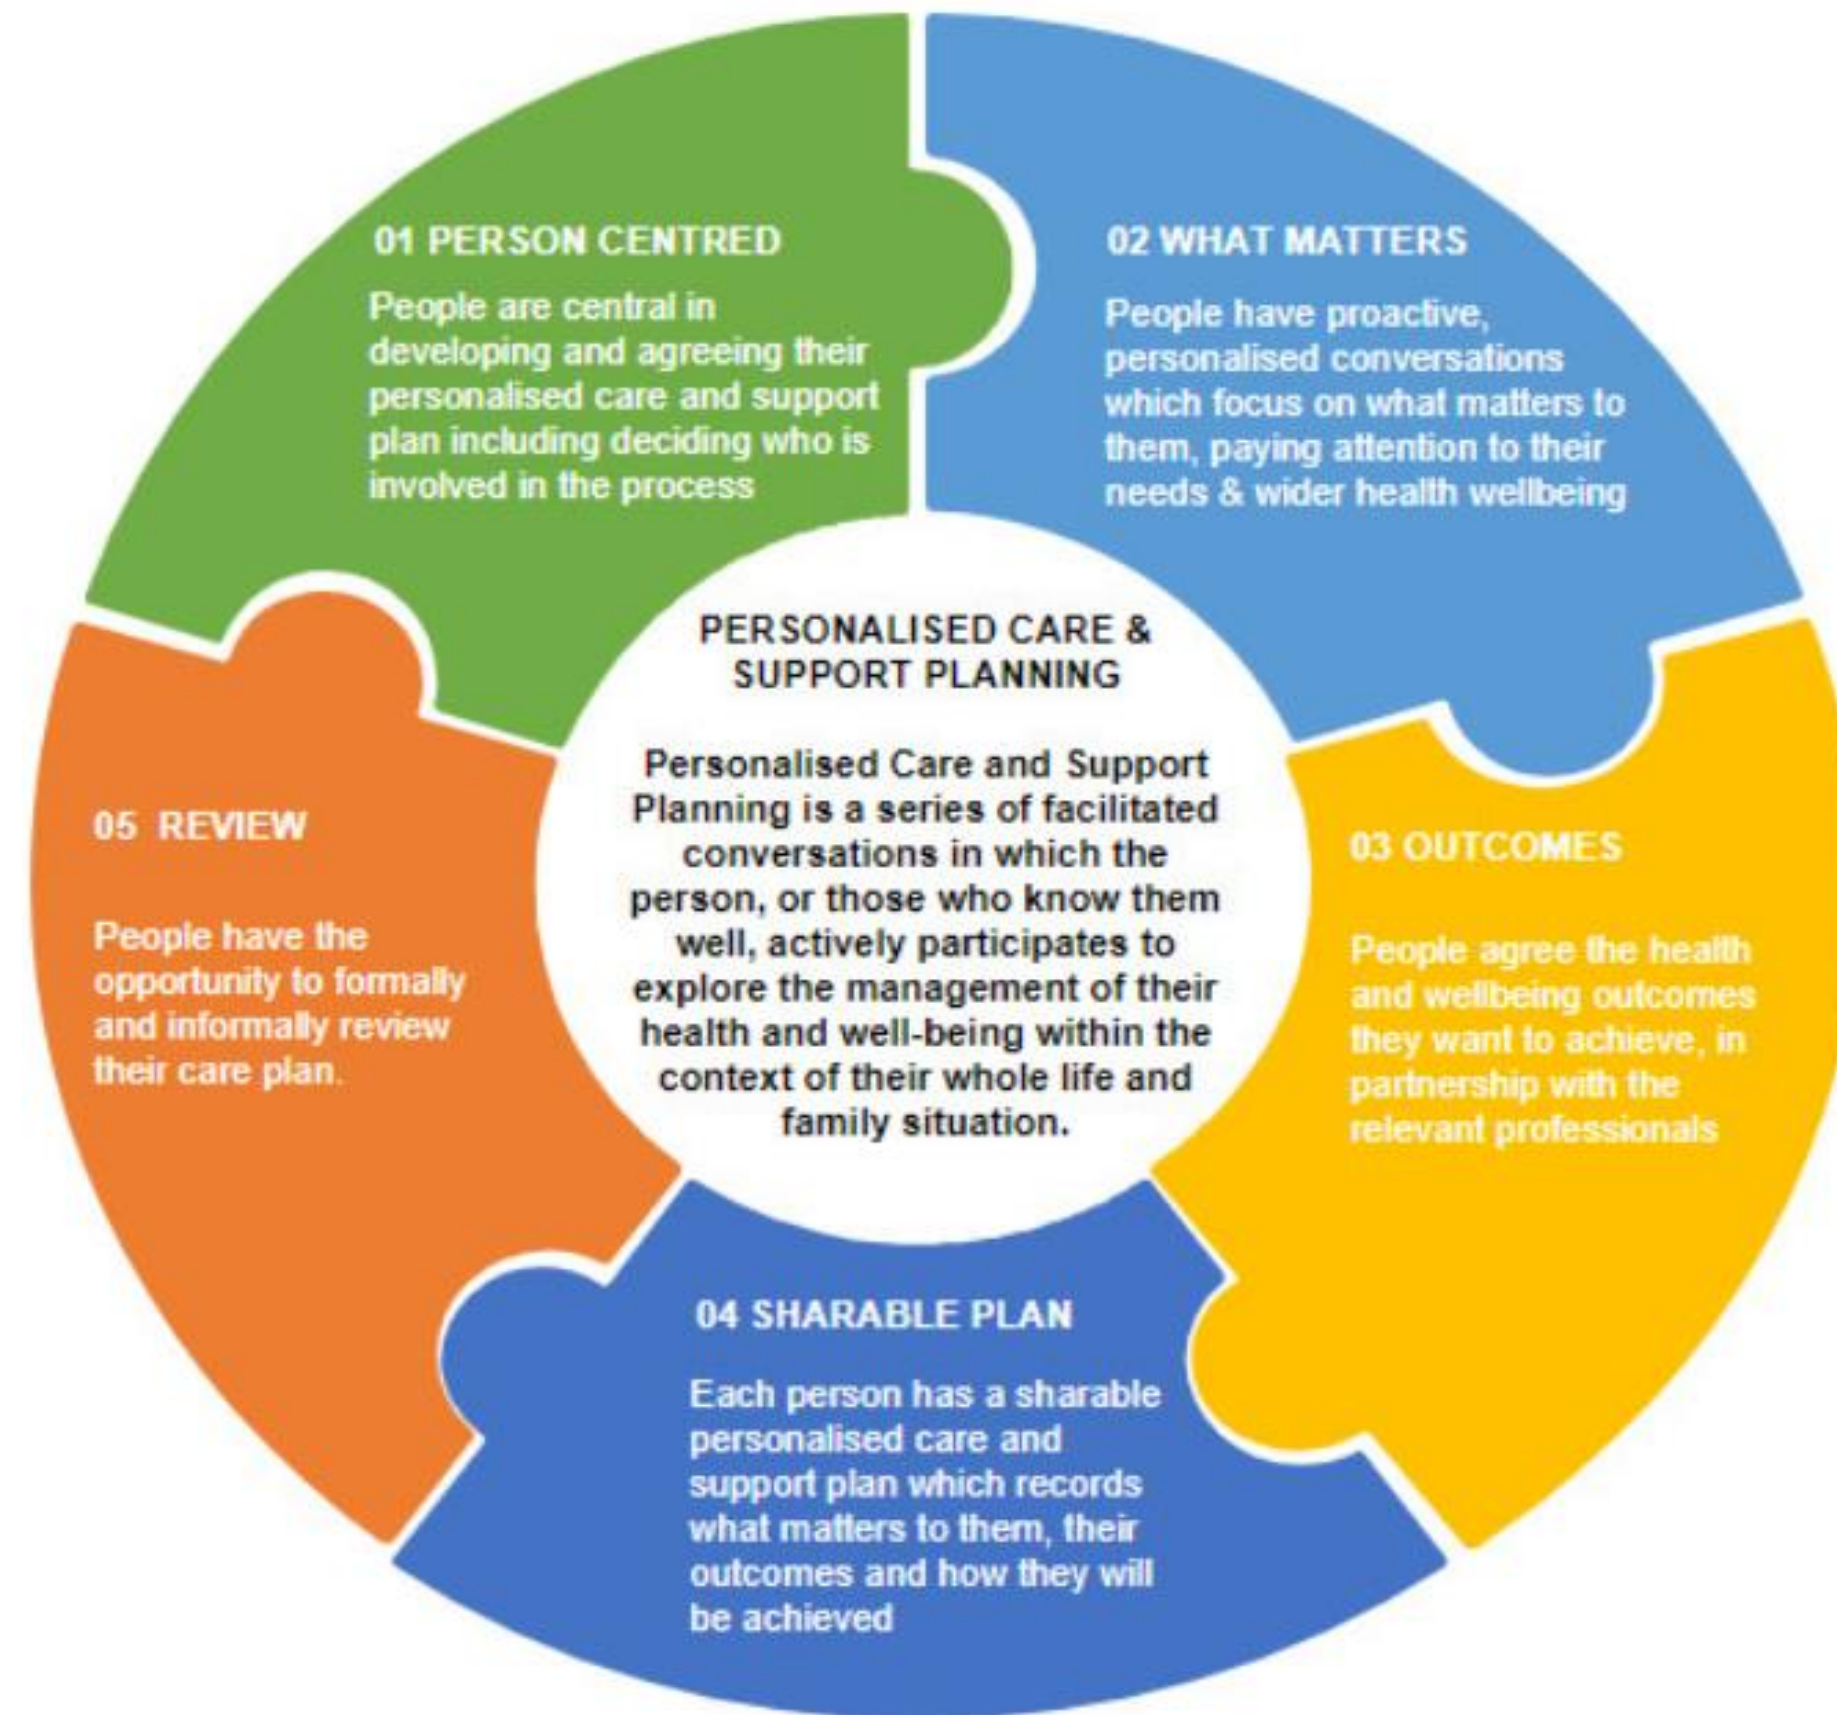 01 PERSON CENTRED
People are central in
developing and agreeing their
personalised care and support
plan including deciding who is
involved in the process
02 WHAT MATTERS
People have proactive,
personalised conversations
which focus on what matters to
them, paying attention to their
needs & wider health wellbeing
PERSONALISED CARE &
SUPPORT PLANNING
Personalised Care and Support
Planning is a series of facilitated
conversations in which the
person, or those who know them
well, actively participates to
explore the management of their
health and well-being within the
context of their whole life and
family situation.
03 OUTCOMES
People agree the health
and wellbeing outcomes
they want to achieve, in
partnership with the
relevant professionals
04 SHARABLE PLAN
Each person has a sharable
personalised care and
support plan which records
what matters to them, their
outcomes and how they will
be achieved
05 REVIEW
People have the
opportunity to formally
and informally review
their care plan.